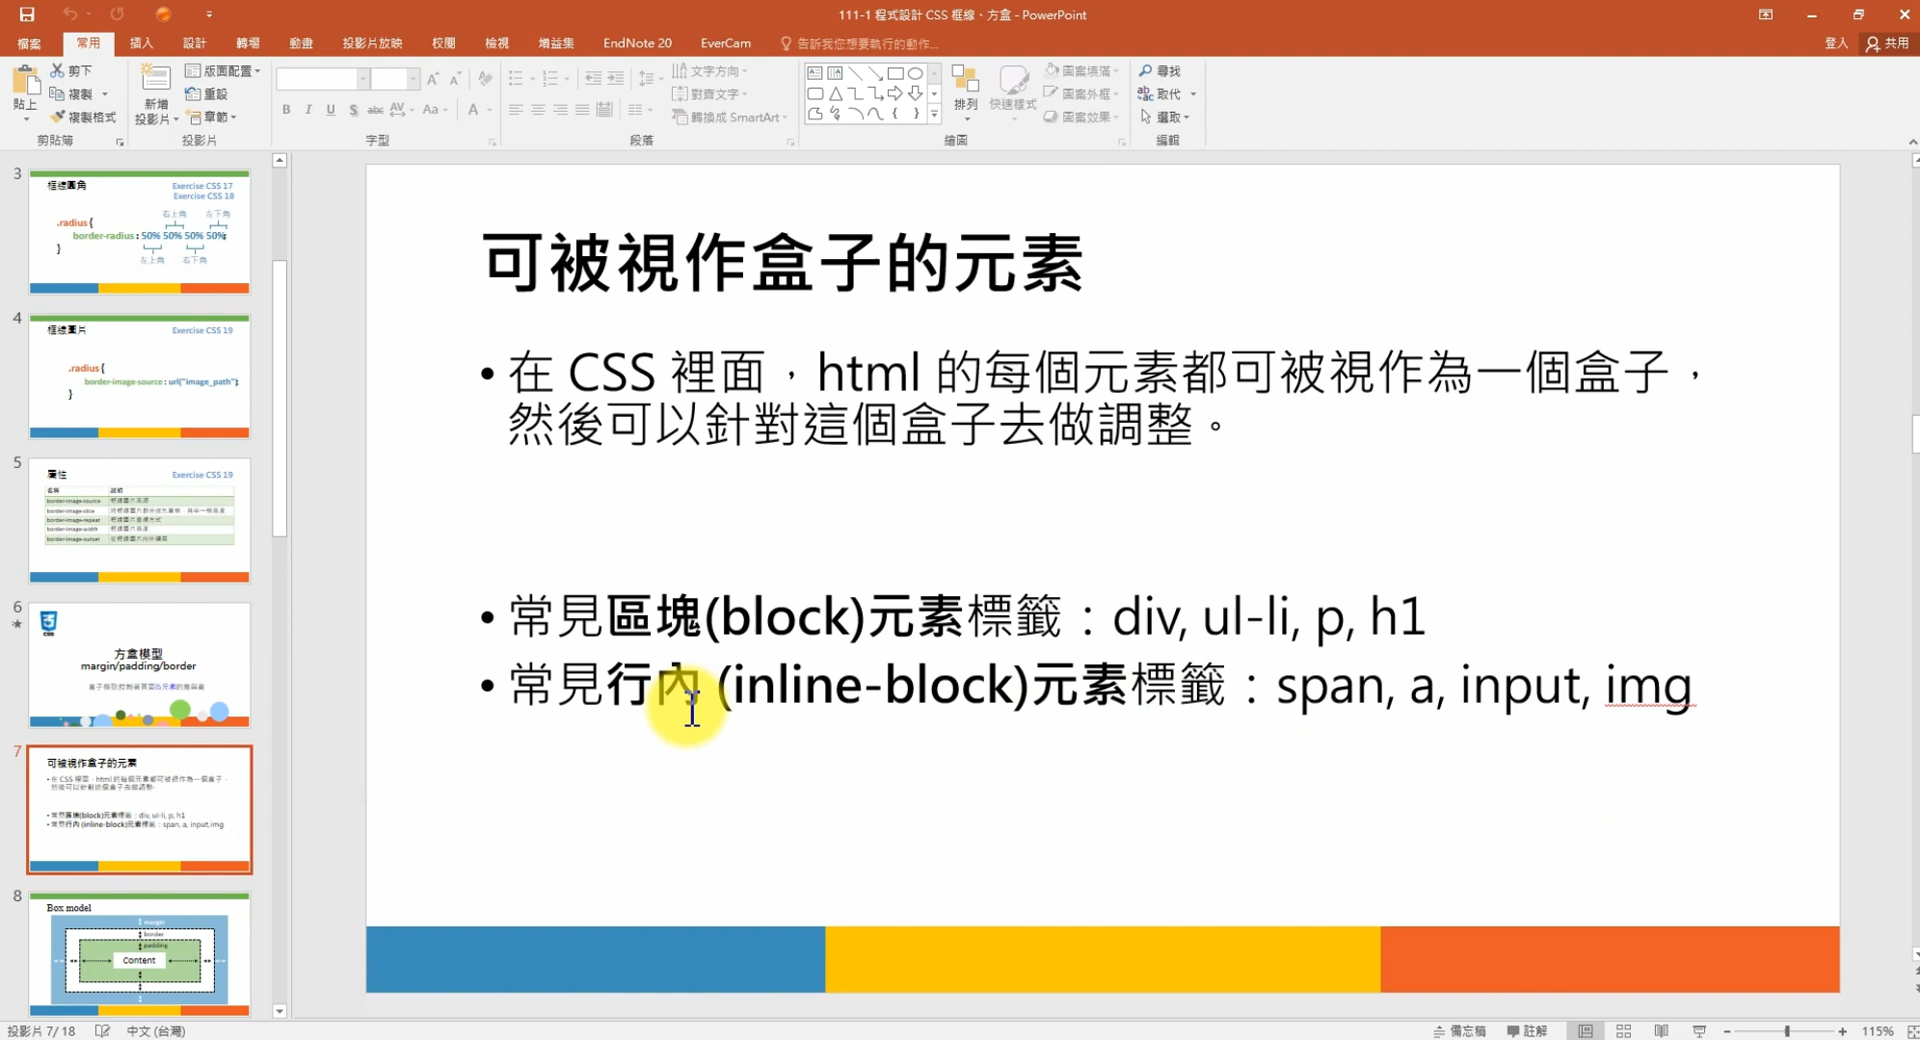 111-1 程式設計 CSS 框線、方盒 - PowerPoint
檔案 常用 插入 設計 轉場 動畫 投影片放映 校閱 檢視 增益集 EndNote 20 EverCam 告訴我您想要執行的動作... 登入 共用
貼上
剪下
複製
複製格式
剪貼簿
新增
投影片
版面配置
重設
章節
投影片
B I U S abc AV Aa A
字型
文字方向
對齊文字
轉換成 SmartArt
段落
排列
快速樣式
圖案填滿
圖案外框
圖案效果
繪圖
尋找
取代
選取
編輯
3
框線圓角
Exercise CSS 17
Exercise CSS 18
右上角 左下角
.radius {
border-radius : 50% 50% 50% 50%;
}
左上角 右下角
4
框線圖片
Exercise CSS 19
.radius {
border-image-source : url("image_path");
}
5
屬性
Exercise CSS 19
名稱 說明
border-image-source
border-image-slice
border-image-repeat
border-image-width
border-image-outset
6
CSS
方盒模型
margin/padding/border
7
可被視作盒子的元素
• 在 CSS 裡面，html 的每個元素都可被視作為一個盒子，
然後可以針對這個盒子去做調整。
• 常見區塊(block)元素標籤：div, ul-li, p, h1
• 常見行內 (inline-block)元素標籤：span, a, input, img
8
Box model
margin
border
padding
Content
可被視作盒子的元素
• 在 CSS 裡面，html 的每個元素都可被視作為一個盒子，
然後可以針對這個盒子去做調整。
• 常見區塊(block)元素標籤：div, ul-li, p, h1
• 常見行內 (inline-block)元素標籤：span, a, input, img
投影片 7/18 中文 (台灣) 備忘稿 註解 115%